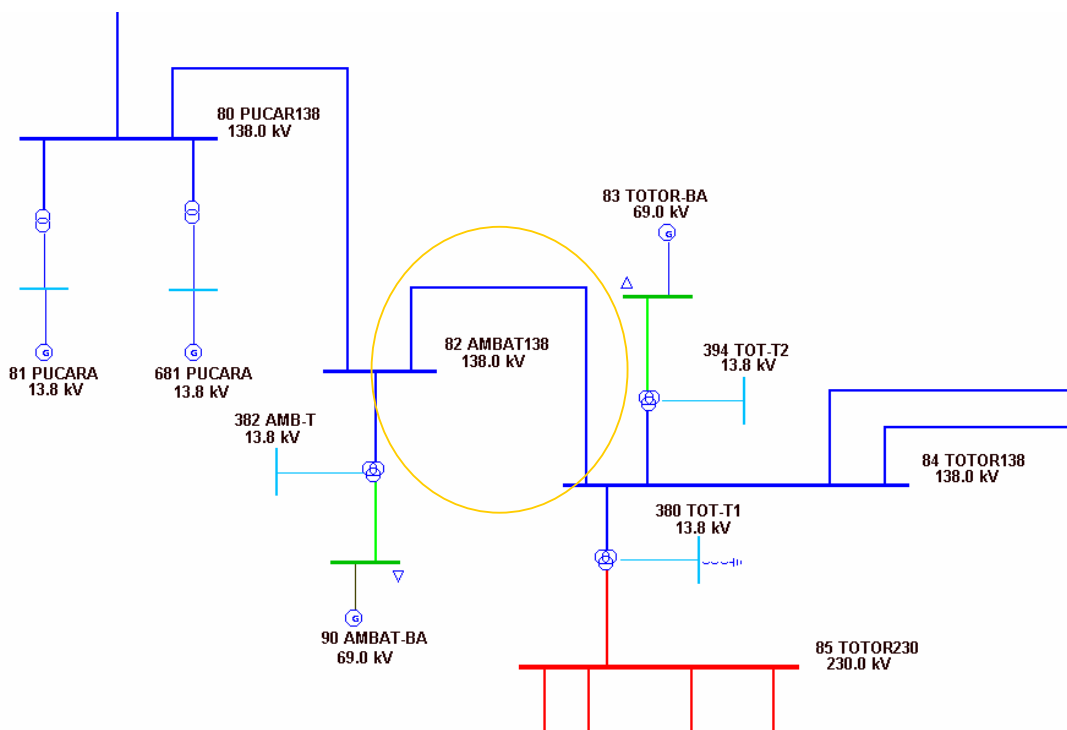 80 PUCAR138
138.0 kV
83 TOTOR-BA
69.0 kV
G
82 AMBAT138
138.0 kV
394 TOT-T2
13.8 kV
G
81 PUCARA
13.8 kV
G
681 PUCARA
13.8 kV
382 AMB-T
13.8 kV
84 TOTOR138
138.0 kV
380 TOT-T1
13.8 kV
G
90 AMBAT-BA
69.0 kV
85 TOTOR230
230.0 kV